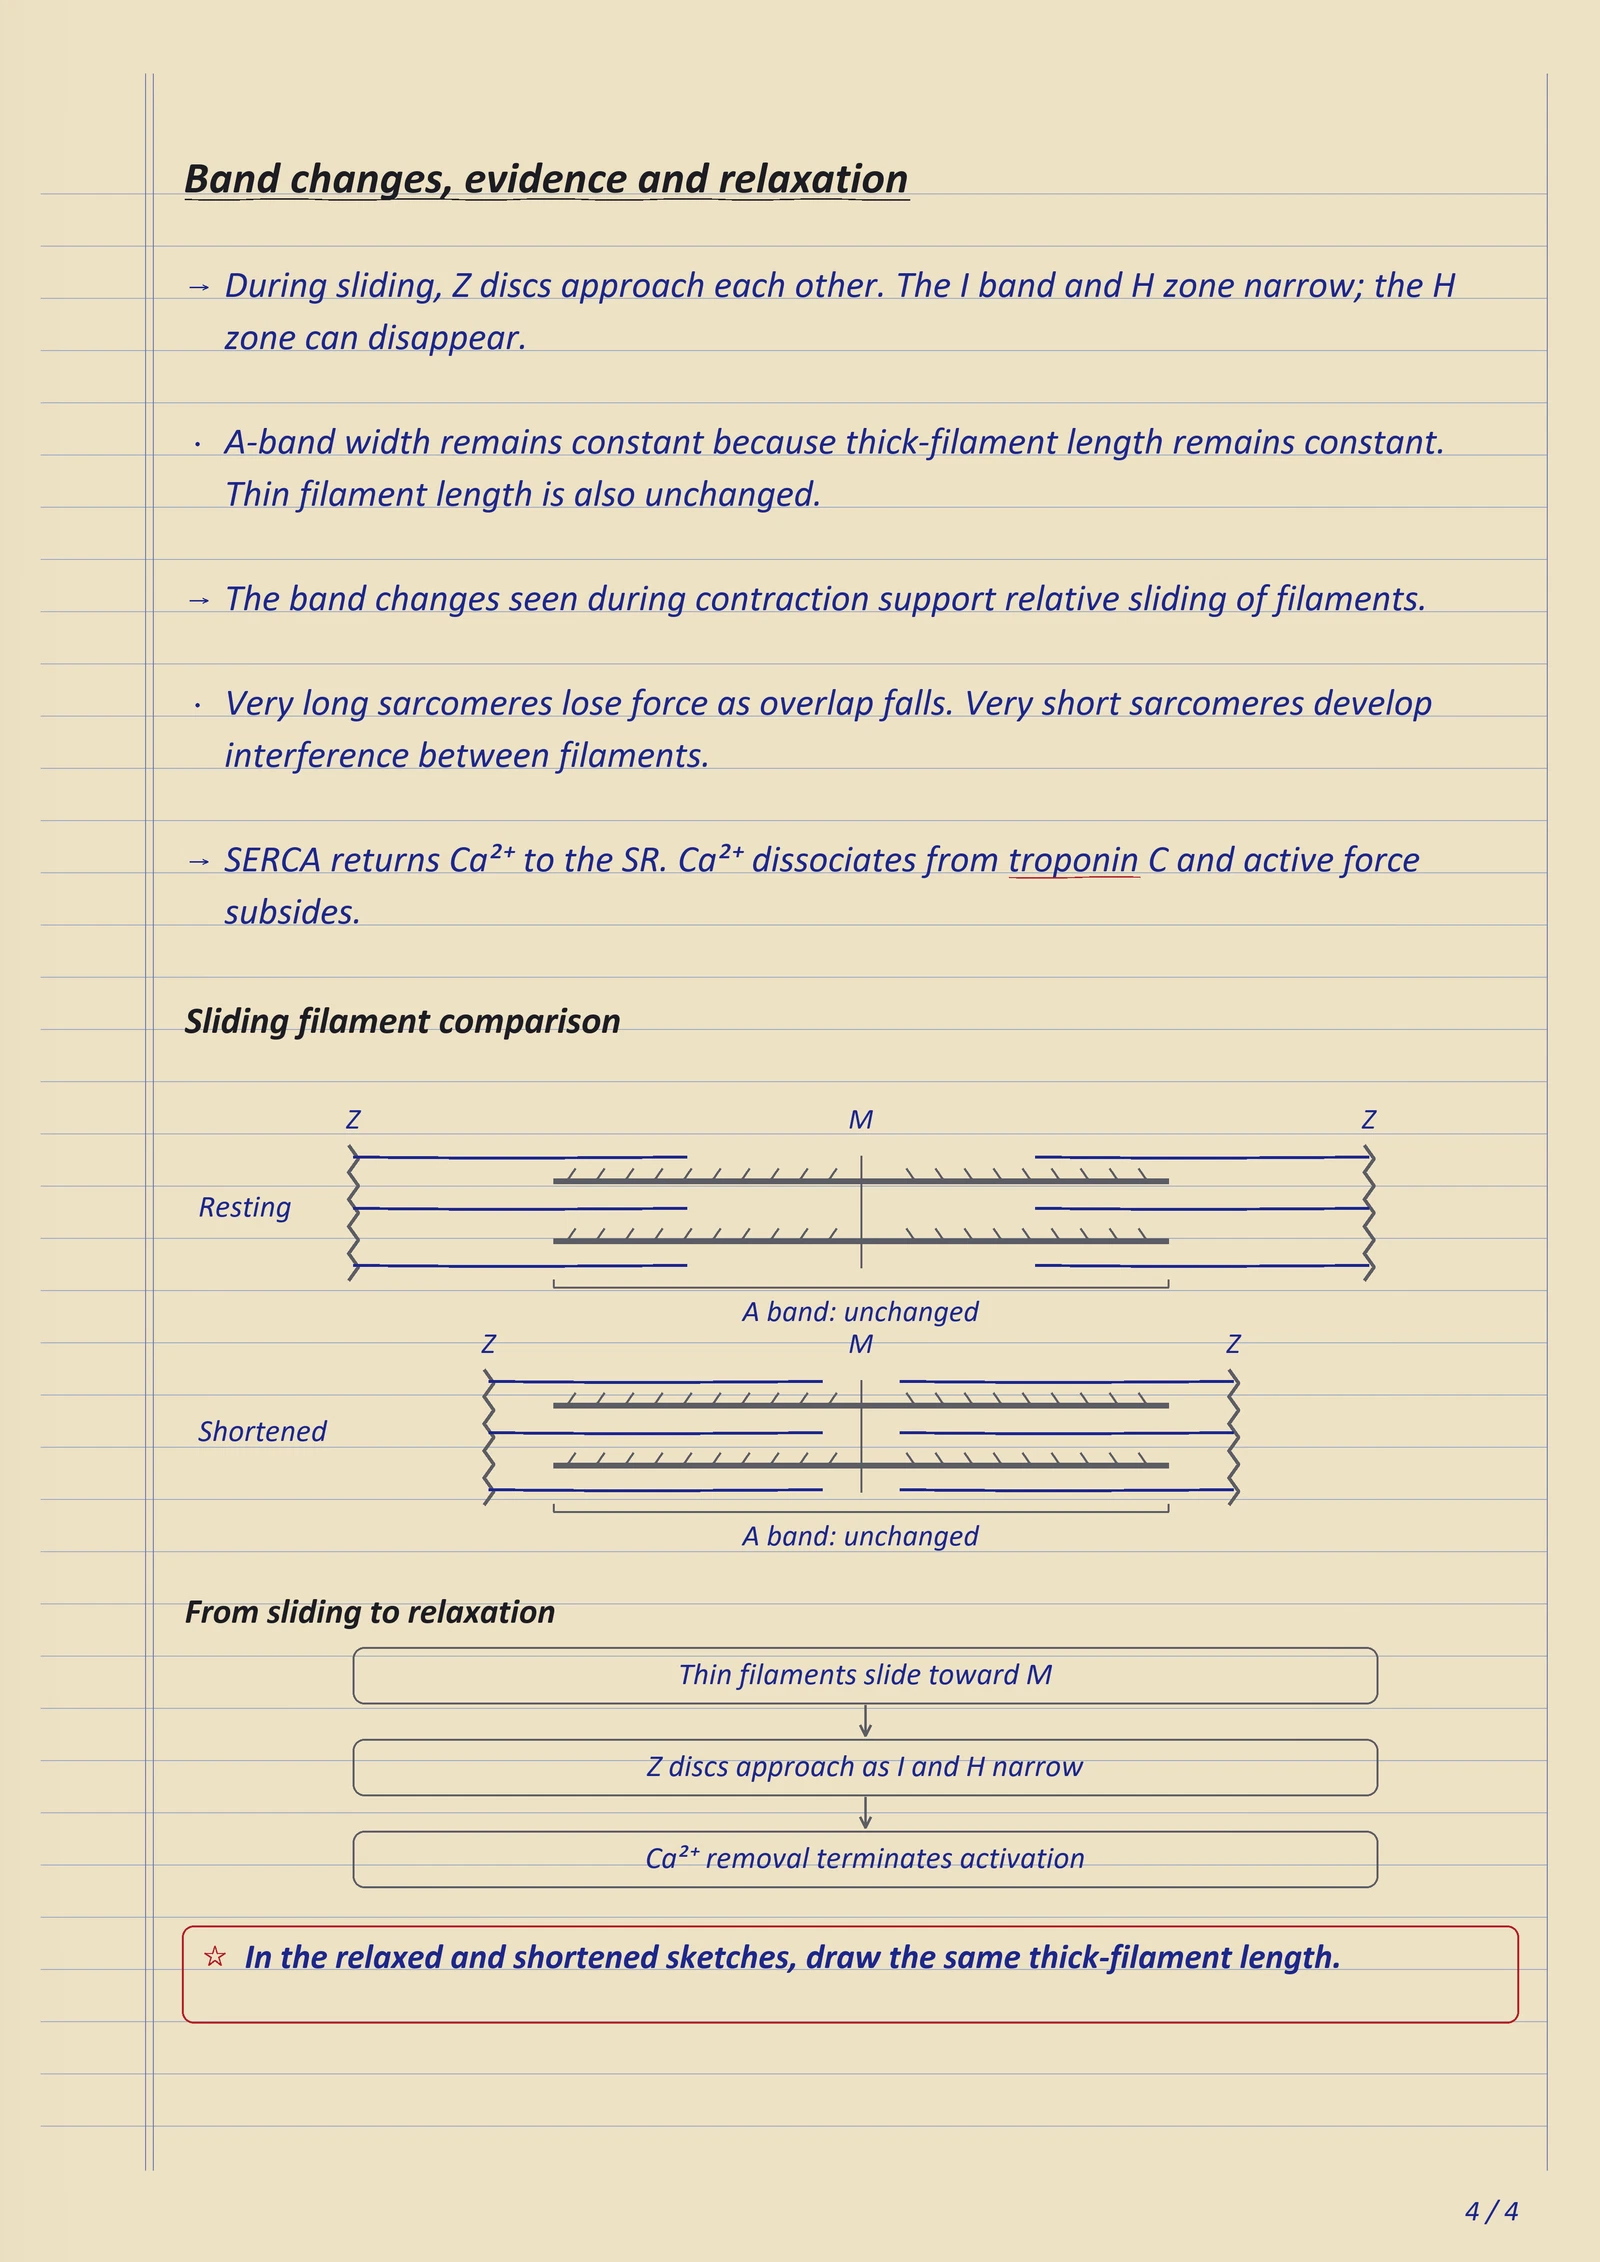 Band changes, evidence and relaxation
→ During sliding, Z discs approach each other. The I band and H zone narrow; the H
zone can disappear.
· A-band width remains constant because thick-filament length remains constant.
Thin filament length is also unchanged.
→ The band changes seen during contraction support relative sliding of filaments.
· Very long sarcomeres lose force as overlap falls. Very short sarcomeres develop
interference between filaments.
→ SERCA returns Ca²⁺ to the SR. Ca²⁺ dissociates from troponin C and active force
subsides.
Sliding filament comparison
Z M Z
Resting
A band: unchanged
Z M Z
Shortened
A band: unchanged
From sliding to relaxation
Thin filaments slide toward M
Z discs approach as I and H narrow
Ca²⁺ removal terminates activation
☆ In the relaxed and shortened sketches, draw the same thick-filament length.
4 / 4